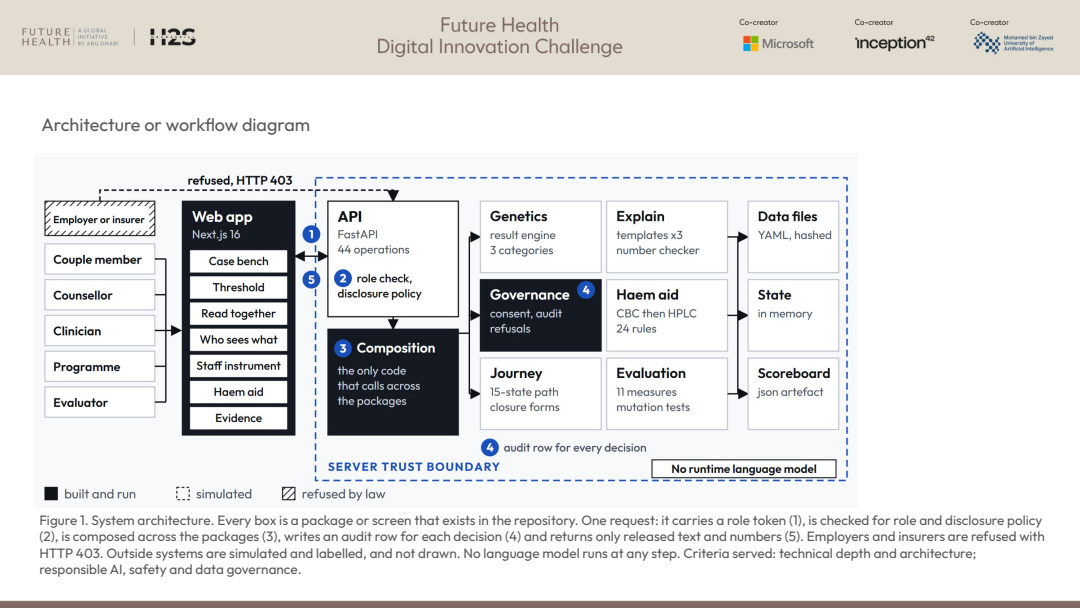 FUTURE HEALTH
A GLOBAL INITIATIVE BY ABU DHABI
H2S
Future Health
Digital Innovation Challenge
Co-creator
Microsoft
Co-creator
inception42
Co-creator
Mohamed bin Zayed University of Artificial Intelligence
Architecture or workflow diagram
refused, HTTP 403
Employer or insurer
Couple member
Counsellor
Clinician
Programme
Evaluator
Web app
Next.js 16
Case bench
Threshold
Read together
Who sees what
Staff instrument
Haem aid
Evidence
1
5
API
FastAPI
44 operations
2 role check,
disclosure policy
3 Composition
the only code
that calls across
the packages
Genetics
result engine
3 categories
Explain
templates x3
number checker
Data files
YAML, hashed
Governance 4
consent, audit
refusals
Haem aid
CBC then HPLC
24 rules
State
in memory
Journey
15-state path
closure forms
Evaluation
11 measures
mutation tests
Scoreboard
json artefact
4 audit row for every decision
SERVER TRUST BOUNDARY
No runtime language model
built and run
simulated
refused by law
Figure 1. System architecture. Every box is a package or screen that exists in the repository. One request: it carries a role token (1), is checked for role and disclosure policy
(2), is composed across the packages (3), writes an audit row for each decision (4) and returns only released text and numbers (5). Employers and insurers are refused with
HTTP 403. Outside systems are simulated and labelled, and not drawn. No language model runs at any step. Criteria served: technical depth and architecture;
responsible AI, safety and data governance.